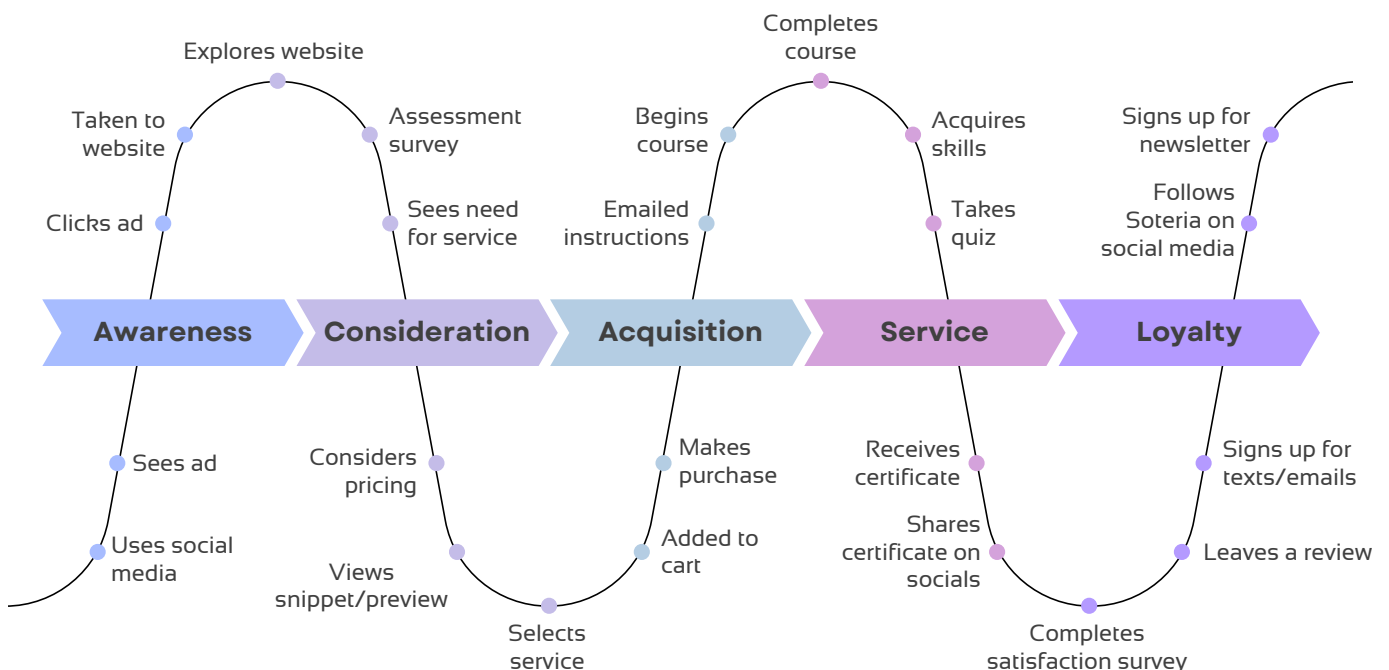 Completes
course
Explores website
Taken to
website
Assessment
survey
Begins
course
Acquires
skills
Signs up for
newsletter
Clicks ad
Sees need
for service
Emailed
instructions
Takes
quiz
Follows
Soteria on
social media
Awareness
Consideration
Acquisition
Service
Loyalty
Sees ad
Considers
pricing
Makes
purchase
Receives
certificate
Signs up for
texts/emails
Uses social
media
Views
snippet/preview
Added to
cart
Shares
certificate on
socials
Leaves a review
Selects
service
Completes
satisfaction survey